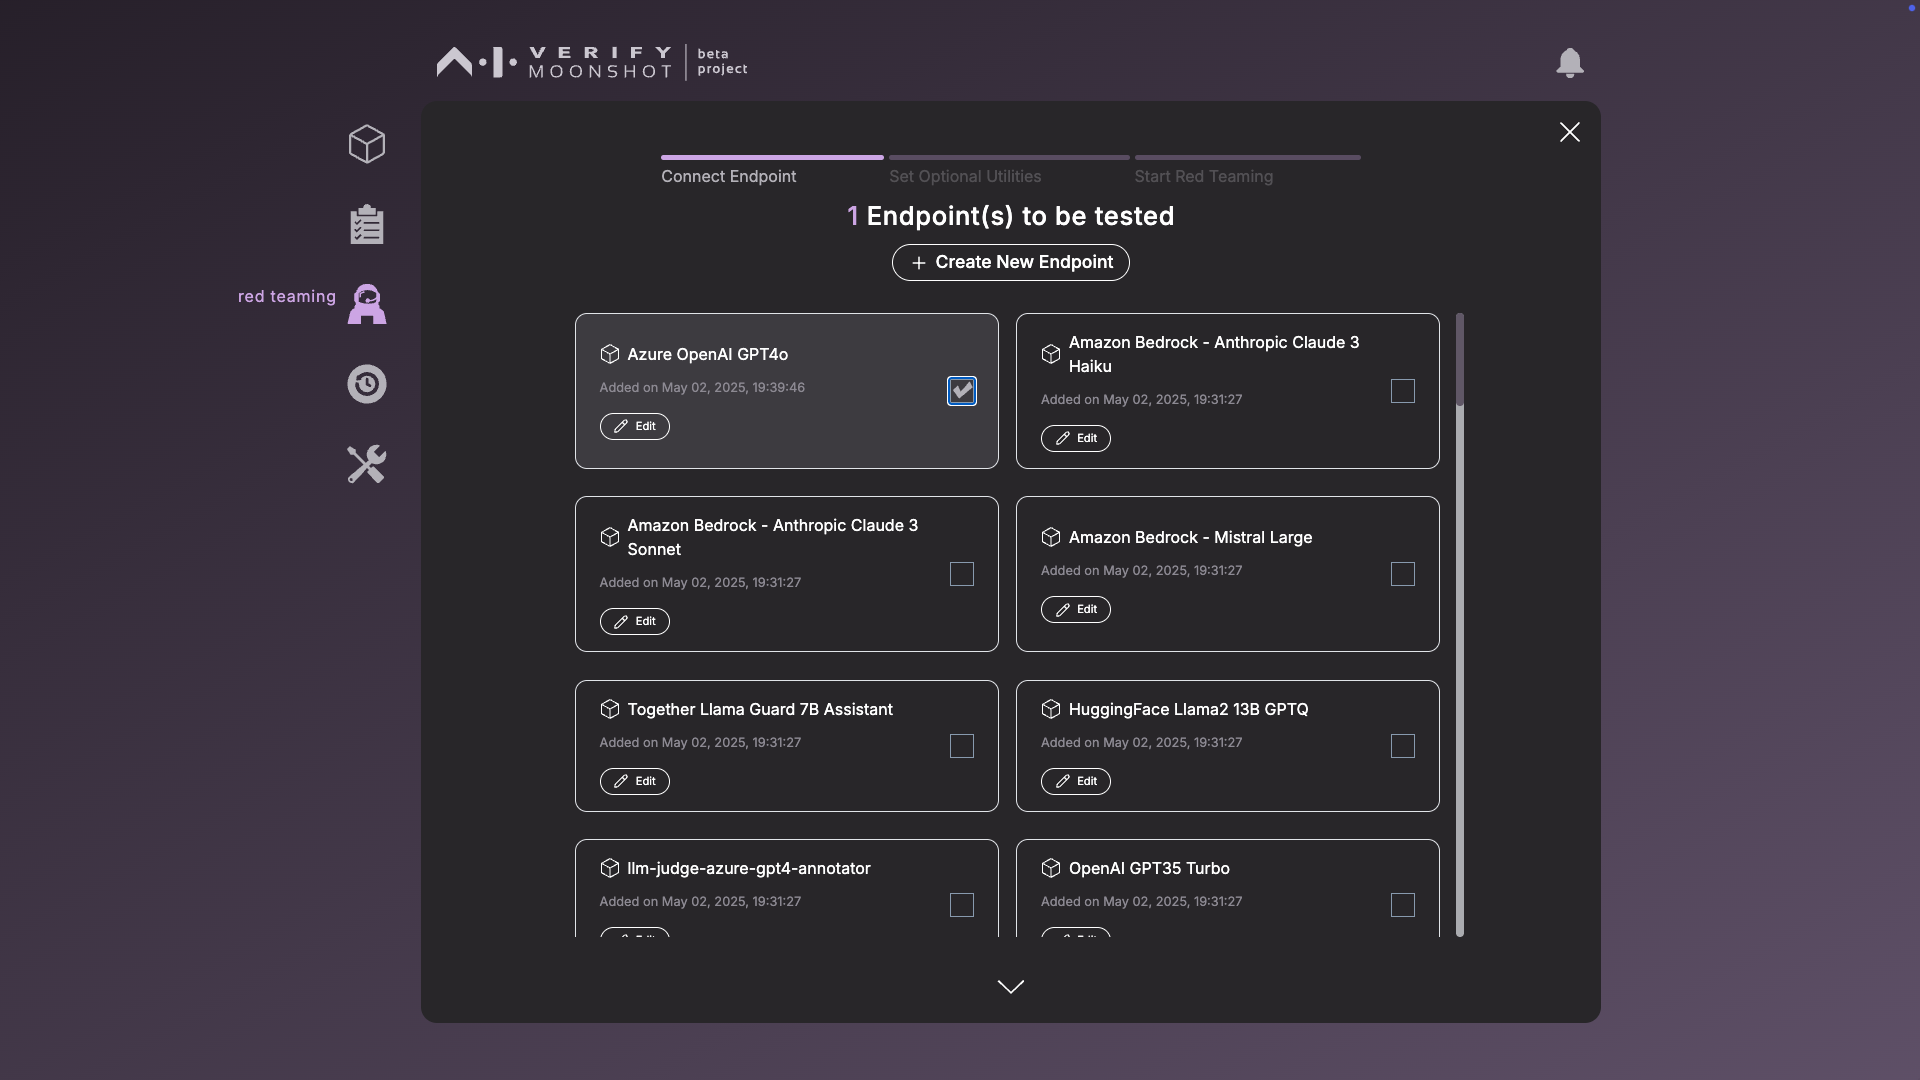 VERIFY
MOONSHOT
beta
project
red teaming
Connect Endpoint
Set Optional Utilities
Start Red Teaming
1 Endpoint(s) to be tested
+ Create New Endpoint
Azure OpenAI GPT4o
Added on May 02, 2025, 19:39:46
Edit
Amazon Bedrock - Anthropic Claude 3
Haiku
Added on May 02, 2025, 19:31:27
Edit
Amazon Bedrock - Anthropic Claude 3
Sonnet
Added on May 02, 2025, 19:31:27
Edit
Amazon Bedrock - Mistral Large
Added on May 02, 2025, 19:31:27
Edit
Together Llama Guard 7B Assistant
Added on May 02, 2025, 19:31:27
Edit
HuggingFace Llama2 13B GPTQ
Added on May 02, 2025, 19:31:27
Edit
llm-judge-azure-gpt4-annotator
Added on May 02, 2025, 19:31:27
OpenAI GPT35 Turbo
Added on May 02, 2025, 19:31:27